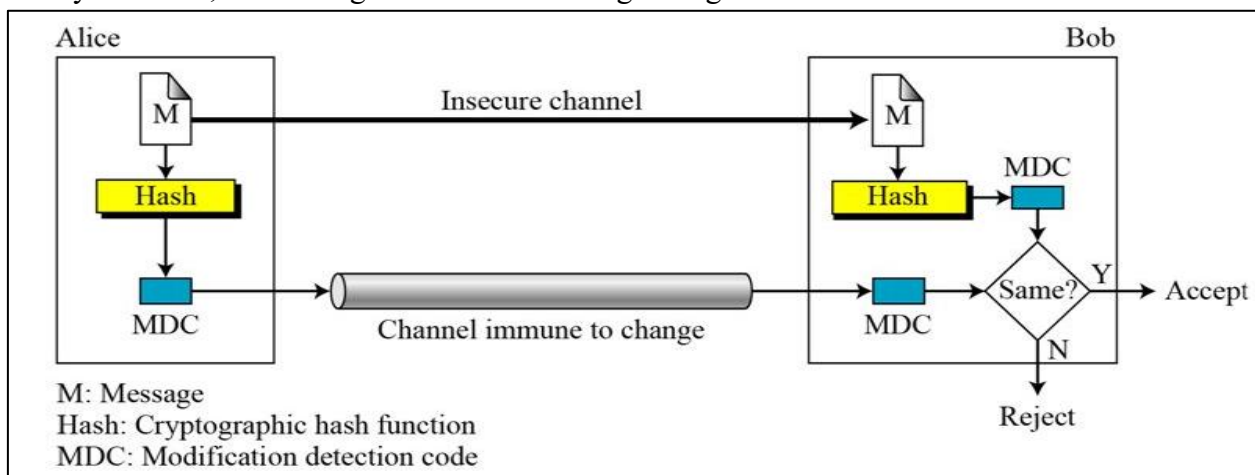 Alice
Bob
M
Insecure channel
M
Hash
Hash
MDC
MDC
Channel immune to change
MDC
Same?
Y
Accept
N
Reject
M: Message
Hash: Cryptographic hash function
MDC: Modification detection code